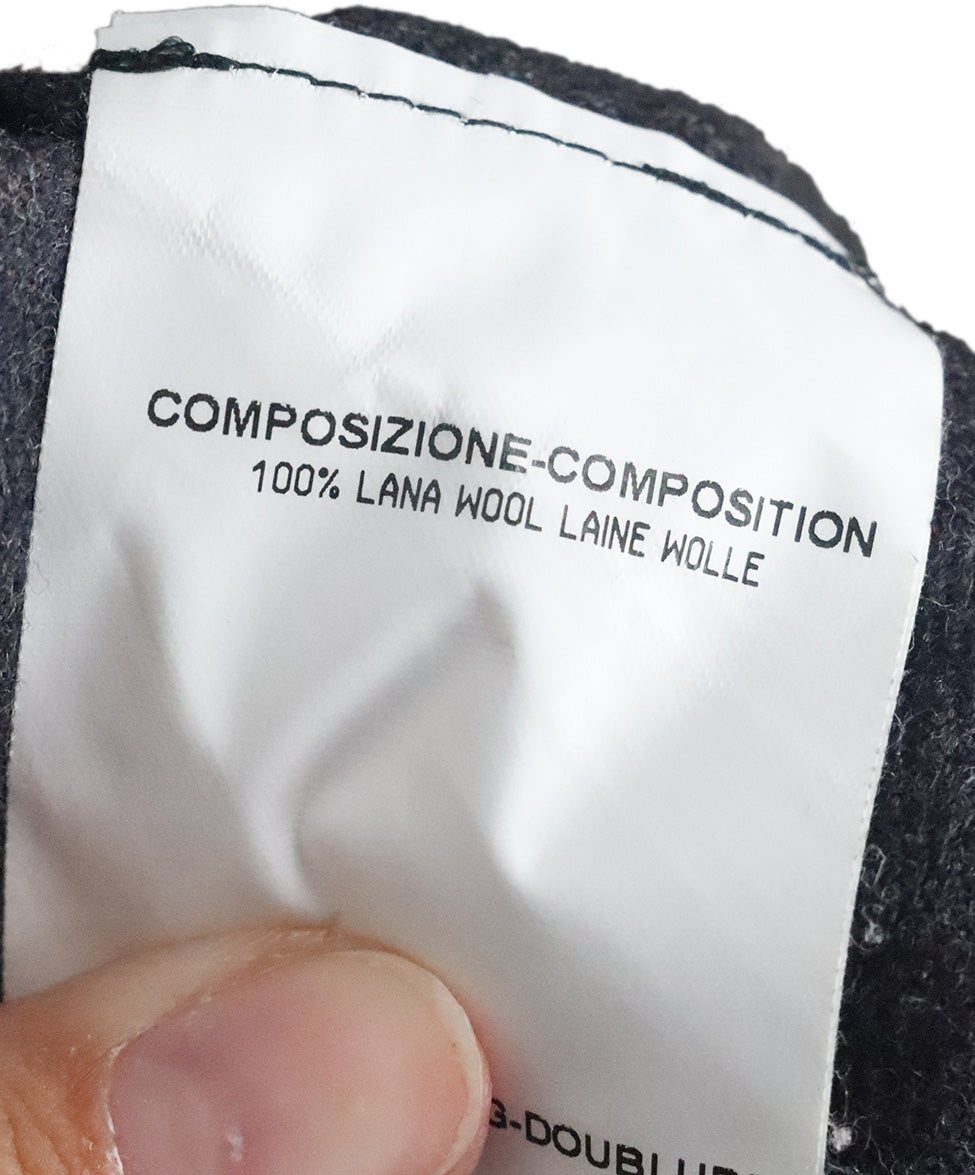 COMPOSIZIONE-COMPOSITION
100% LANA WOOL LAINE WOLLE